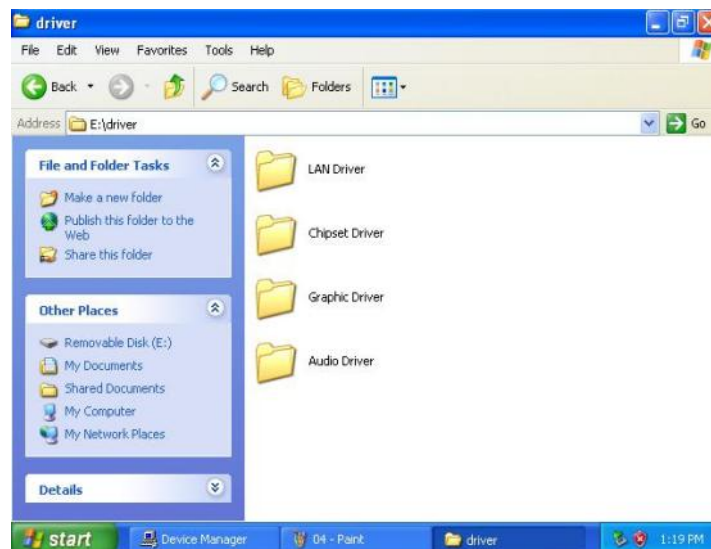 driver
File Edit View Favorites Tools Help
Back Search Folders
Address E:\driver Go
File and Folder Tasks
Make a new folder
Publish this folder to the
Web
Share this folder
Other Places
Removable Disk (E:)
My Documents
Shared Documents
My Computer
My Network Places
Details
LAN Driver
Chipset Driver
Graphic Driver
Audio Driver
start Device Manager 04 - Paint driver 1:19 PM